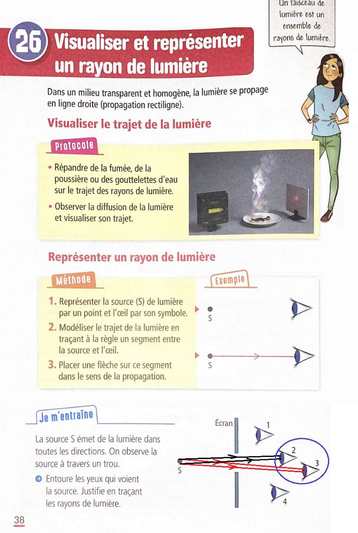 Un faisceau de
lumière est un
ensemble de
rayons de lumière.
26 Visualiser et représenter
un rayon de lumière
Dans un milieu transparent et homogène, la lumière se propage
en ligne droite (propagation rectiligne).
Visualiser le trajet de la lumière
Protocole
• Répandre de la fumée, de la
poussière ou des gouttelettes d'eau
sur le trajet des rayons de lumière.
• Observer la diffusion de la lumière
et visualiser son trajet.
Représenter un rayon de lumière
Méthode
1. Représenter la source (S) de lumière
par un point et l'œil par son symbole.
2. Modéliser le trajet de la lumière en
traçant à la règle un segment entre
la source et l'œil.
3. Placer une flèche sur ce segment
dans le sens de la propagation.
Exemple
S
S
Je m'entraîne
La source S émet de la lumière dans
toutes les directions. On observe la
source à travers un trou.
Entoure les yeux qui voient
la source. Justifie en traçant
les rayons de lumière.
Écran
1
2
3
S
4
38